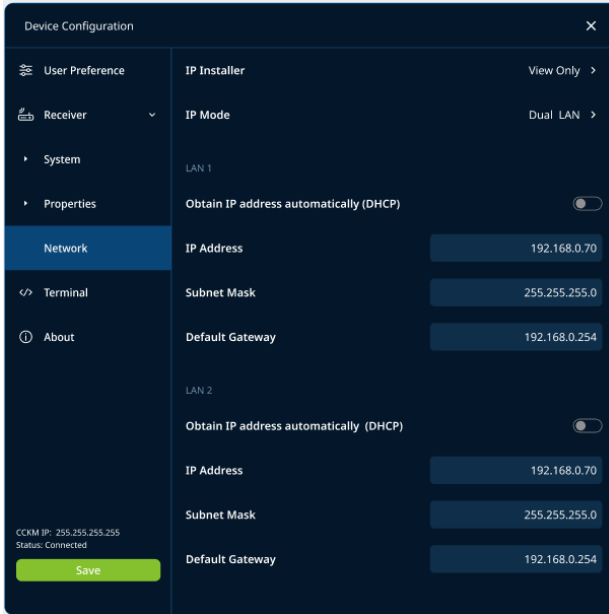 Device Configuration
User Preference
Receiver
System
Properties
Network
Terminal
About
CCKM IP: 255.255.255.255
Status: Connected
Save
IP Installer View Only
IP Mode Dual LAN
LAN 1
Obtain IP address automatically (DHCP)
IP Address 192.168.0.70
Subnet Mask 255.255.255.0
Default Gateway 192.168.0.254
LAN 2
Obtain IP address automatically (DHCP)
IP Address 192.168.0.70
Subnet Mask 255.255.255.0
Default Gateway 192.168.0.254